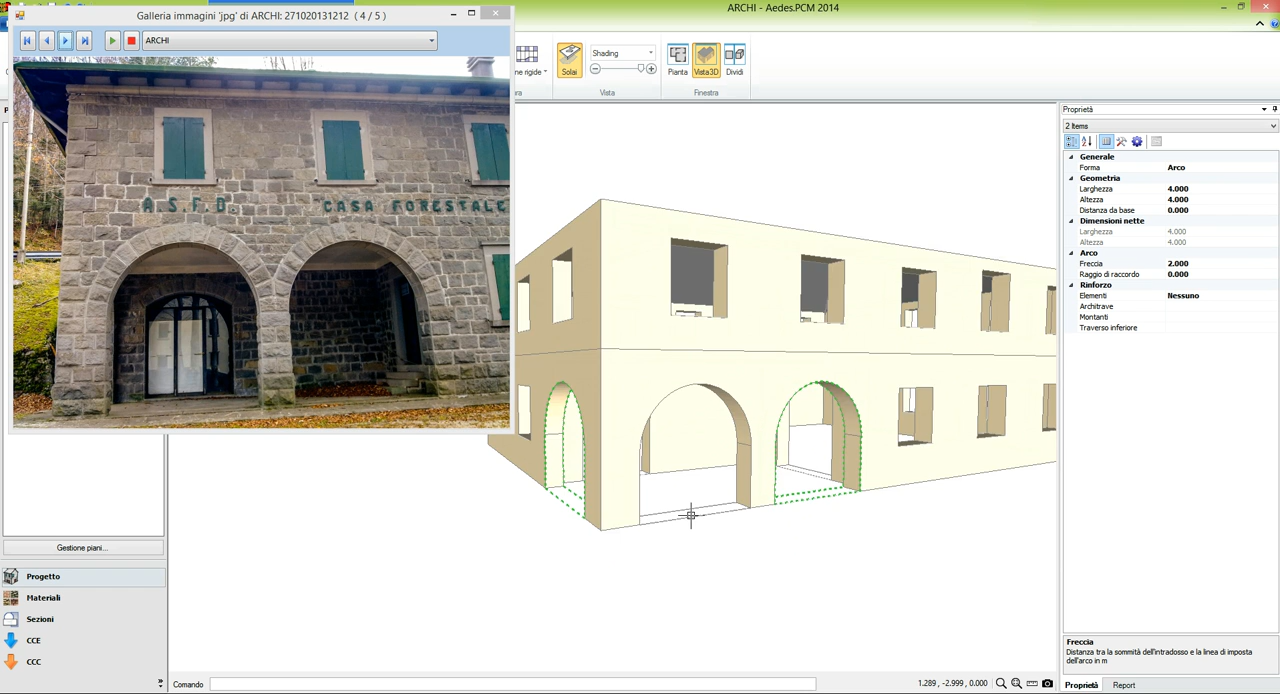 Galleria immagini 'jpg' di ARCHI: 271020131212 ( 4 / 5 )
ARCHI - Aedes.PCM 2014
ARCHI
ne rigide
Solai
Shading
Vista
Pianta
Vista3D
Dividi
Finestra
A.S.F.D.
CASA FORESTALE
Proprietà
2 Items
Generale
Forma Arco
Geometria
Larghezza 4.000
Altezza 4.000
Distanza da base 0.000
Dimensioni nette
Larghezza 4.000
Altezza 4.000
Arco
Freccia 2.000
Raggio di raccordo 0.000
Rinforzo
Elementi Nessuno
Architrave
Montanti
Traverso inferiore
Gestione piani...
Progetto
Materiali
Sezioni
CCE
CCC
Freccia
Distanza tra la sommità dell'intradosso e la linea di imposta
dell'arco in m
Comando
1.289 , -2.999 , 0.000
Proprietà
Report